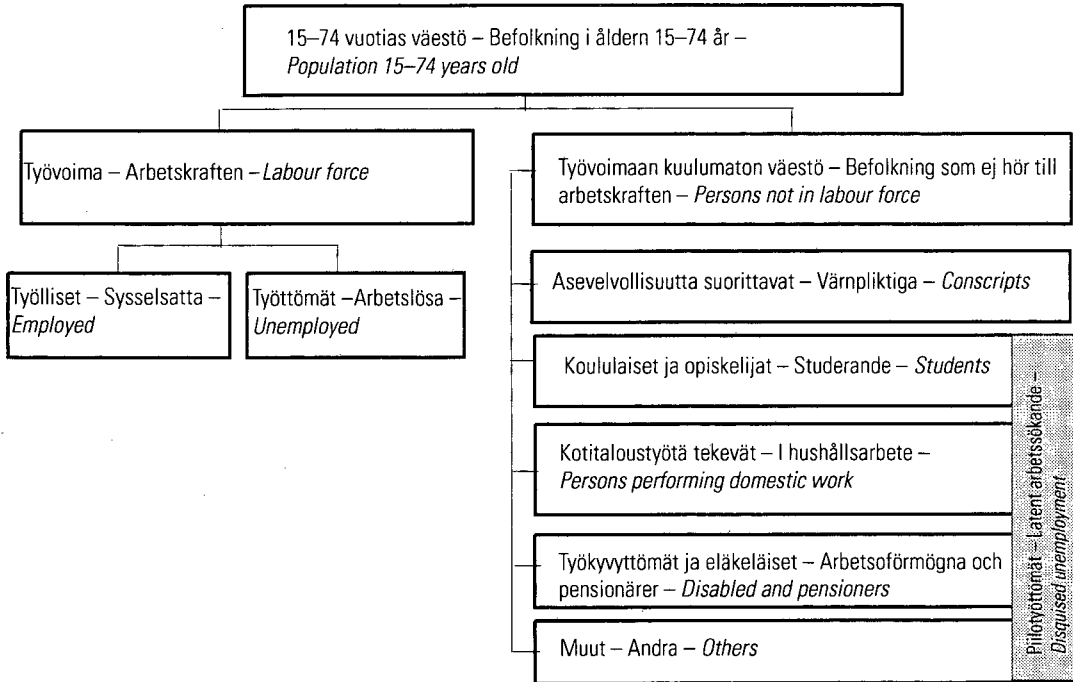 15–74 vuotias väestö – Befolkning i åldern 15–74 år –
Population 15–74 years old
Työvoima – Arbetskraften – Labour force
Työvoimaan kuulumaton väestö – Befolkning som ej hör till
arbetskraften – Persons not in labour force
Työlliset – Sysselsatta –
Employed
Työttömät –Arbetslösa –
Unemployed
Asevelvollisuutta suorittavat – Värnpliktiga – Conscripts
Koululaiset ja opiskelijat – Studerande – Students
Kotitaloustyötä tekevät – I hushållsarbete –
Persons performing domestic work
Työkyvyttömät ja eläkeläiset – Arbetsoförmögna och
pensionärer – Disabled and pensioners
Muut – Andra – Others
Piilotyöttömät – Latent arbetssökande –
Disquised unemployment